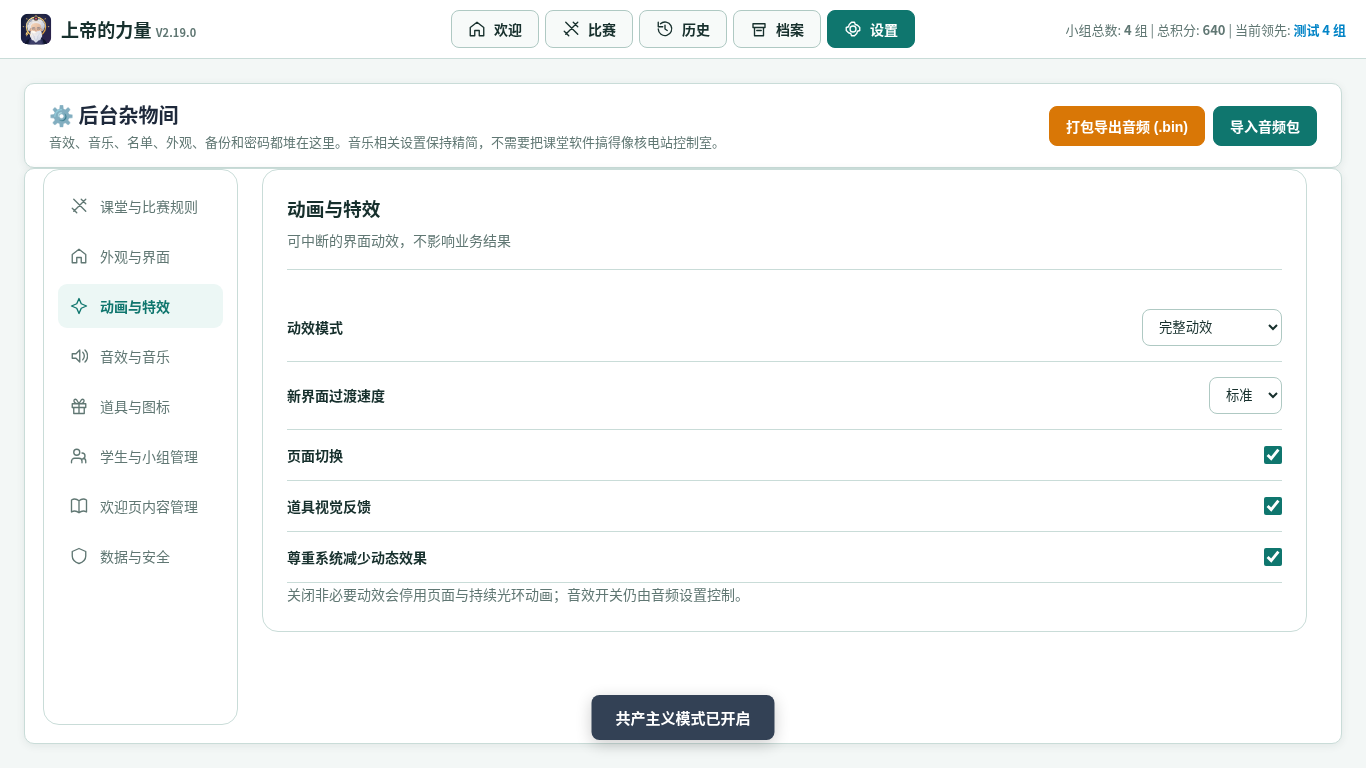 上帝的力量 V2.19.0
欢迎
比赛
历史
档案
设置
小组总数: 4 组 | 总积分: 640 | 当前领先: 测试 4 组
⚙️ 后台杂物间
音效、音乐、名单、外观、备份和密码都堆在这里。音乐相关设置保持精简，不需要把课堂软件搞得像核电站控制室。
打包导出音频 (.bin)
导入音频包
课堂与比赛规则
外观与界面
动画与特效
音效与音乐
道具与图标
学生与小组管理
欢迎页内容管理
数据与安全
动画与特效
可中断的界面动效，不影响业务结果
动效模式
完整动效
新界面过渡速度
标准
页面切换
道具视觉反馈
尊重系统减少动态效果
关闭非必要动效会停用页面与持续光环动画；音效开关仍由音频设置控制。
共产主义模式已开启